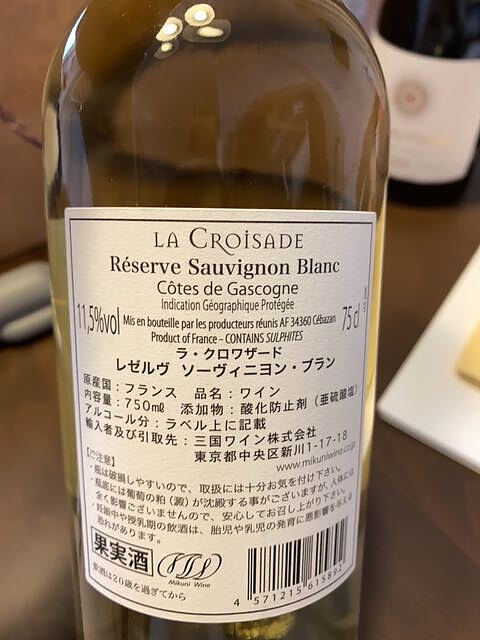 LA CROISADE
Réserve Sauvignon Blanc
Côtes de Gascogne
Indication Géographique Protégée
11,5%vol
Mis en bouteille par les producteurs réunis AF 34360 Cébazan
75 cl
Product of France – CONTAINS SULPHITES
ラ・クロワザード
レゼルヴ ソーヴィニヨン・ブラン
原産国：フランス 品名：ワイン
内容量：750mℓ 添加物：酸化防止剤（亜硫酸塩）
アルコール分：ラベル上に記載
輸入者及び引取先：三国ワイン株式会社
東京都中央区新川1-17-18
www.mikuniwine.co.jp
【ご注意】
・瓶は破損しやすいので、取扱には十分お気を付け下さい。
・瓶底には葡萄の粕（澱）が沈殿する事がございますが、人体には
全く影響ございませんので、安心してお召し上がり下さい。
・妊娠中や授乳期の飲酒は、胎児や乳児の発育に悪影響を与える
恐れがあります。
果実酒
Mikuni Wine
飲酒は20歳を過ぎてから
4 571215 615892